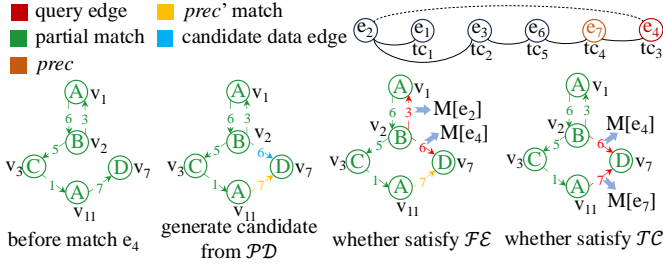 query edge
prec' match
partial match
candidate data edge
prec
e2 e1 e3 e6 e7 e4
tc1 tc2 tc5 tc4 tc3
A v1
6 3
B v2
5
v3 C D v7
1 7
A
v11
before match e4
A v1
6 3
B v2
5 6
v3 C D v7
1 7
A
v11
generate candidate
from PD
A v1
6 3 M[e2]
v2 B M[e4]
5 6
v3 C D v7
1 7
A
v11
whether satisfy FE
A v1
6 3
v2 B M[e4]
5 6
v3 C D v7
1 7
A M[e7]
v11
whether satisfy TC